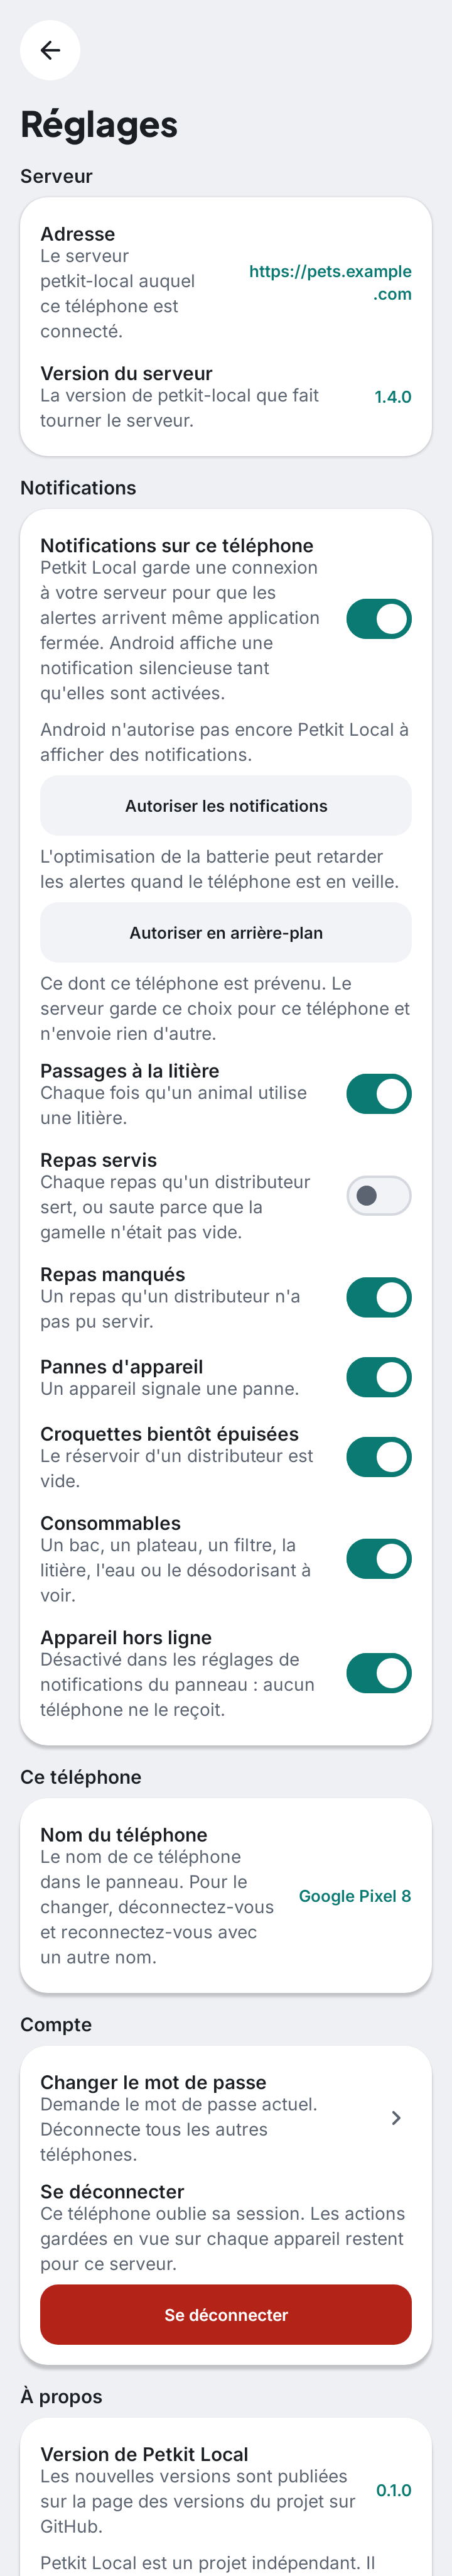 Réglages
Serveur
Adresse
Le serveur
petkit-local auquel
ce téléphone est
connecté.
https://pets.example
.com
Version du serveur
La version de petkit-local que fait
tourner le serveur.
1.4.0
Notifications
Notifications sur ce téléphone
Petkit Local garde une connexion
à votre serveur pour que les
alertes arrivent même application
fermée. Android affiche une
notification silencieuse tant
qu'elles sont activées.
Android n'autorise pas encore Petkit Local à
afficher des notifications.
Autoriser les notifications
L'optimisation de la batterie peut retarder
les alertes quand le téléphone est en veille.
Autoriser en arrière-plan
Ce dont ce téléphone est prévenu. Le
serveur garde ce choix pour ce téléphone et
n'envoie rien d'autre.
Passages à la litière
Chaque fois qu'un animal utilise
une litière.
Repas servis
Chaque repas qu'un distributeur
sert, ou saute parce que la
gamelle n'était pas vide.
Repas manqués
Un repas qu'un distributeur n'a
pas pu servir.
Pannes d'appareil
Un appareil signale une panne.
Croquettes bientôt épuisées
Le réservoir d'un distributeur est
vide.
Consommables
Un bac, un plateau, un filtre, la
litière, l'eau ou le désodorisant à
voir.
Appareil hors ligne
Désactivé dans les réglages de
notifications du panneau : aucun
téléphone ne le reçoit.
Ce téléphone
Nom du téléphone
Le nom de ce téléphone
dans le panneau. Pour le
changer, déconnectez-vous
et reconnectez-vous avec
un autre nom.
Google Pixel 8
Compte
Changer le mot de passe
Demande le mot de passe actuel.
Déconnecte tous les autres
téléphones.
Se déconnecter
Ce téléphone oublie sa session. Les actions
gardées en vue sur chaque appareil restent
pour ce serveur.
Se déconnecter
À propos
Version de Petkit Local
Les nouvelles versions sont publiées
sur la page des versions du projet sur
GitHub.
0.1.0
Petkit Local est un projet indépendant. Il